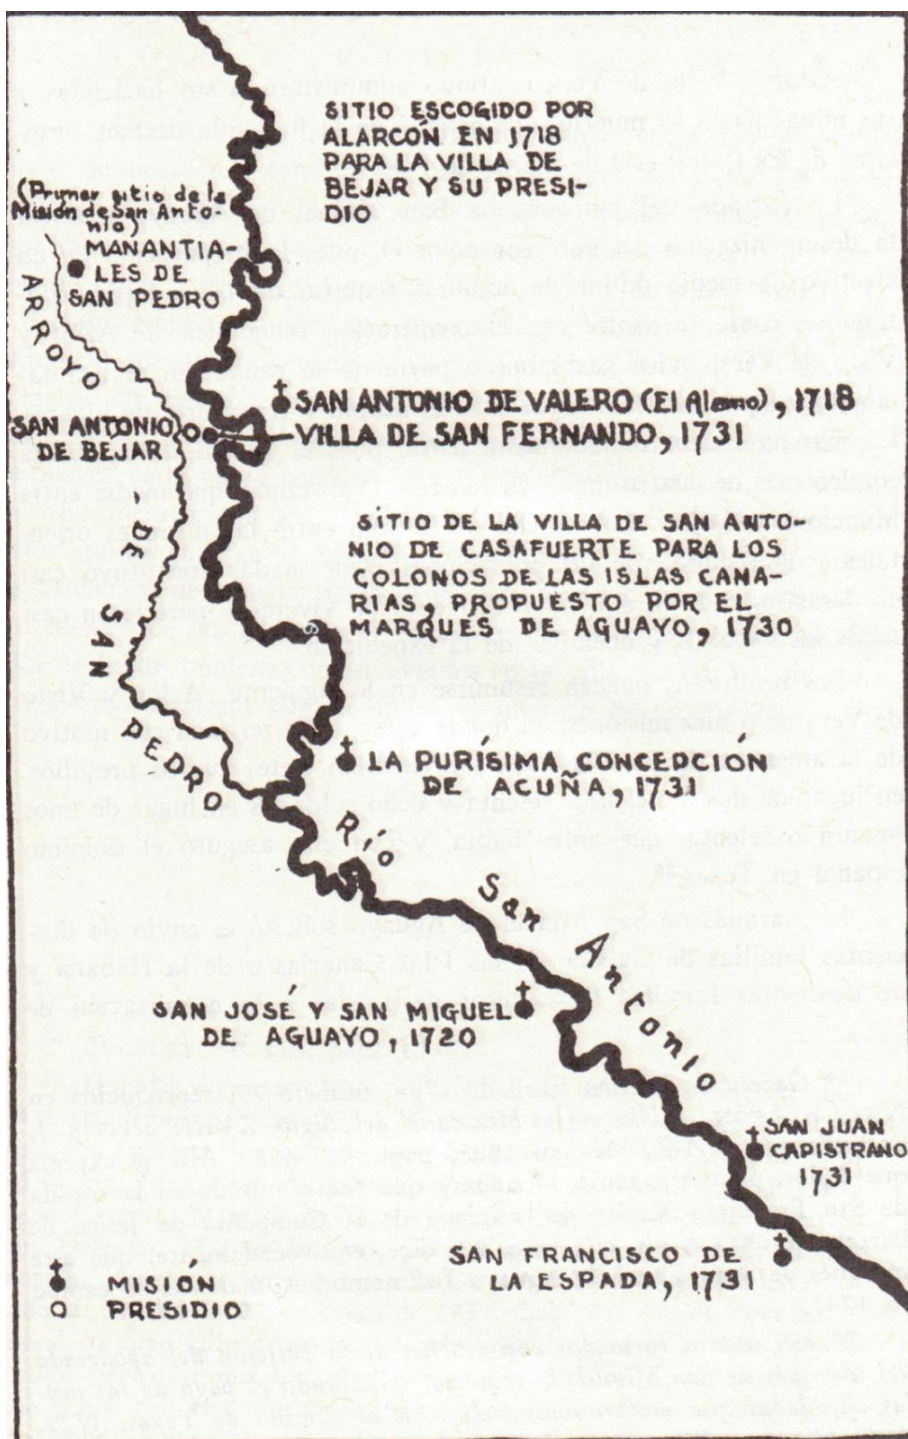 SITIO ESCOGIDO POR
ALARCÓN EN 1718
PARA LA VILLA DE
BEJAR Y SU PRESI-
DIO
(Primer sitio de la
Misión de San Anto-
nio)
MANANTIA-
LES DE
SAN PEDRO
ARROYO DE SAN PEDRO
SAN ANTONIO DE VALERO (El Alamo), 1718
SAN ANTONIO
DE BEJAR
VILLA DE SAN FERNANDO, 1731
SITIO DE LA VILLA DE SAN ANTO-
NIO DE CASAFUERTE PARA LOS
COLONOS DE LAS ISLAS CANA-
RIAS, PROPUESTO POR EL
MARQUES DE AGUAYO, 1730
LA PURÍSIMA CONCEPCION
DE ACUÑA, 1731
Río San Antonio
SAN JOSÉ Y SAN MIGUEL
DE AGUAYO, 1720
SAN JUAN
CAPISTRANO
1731
SAN FRANCISCO DE
LA ESPADA, 1731
MISIÓN
PRESIDIO